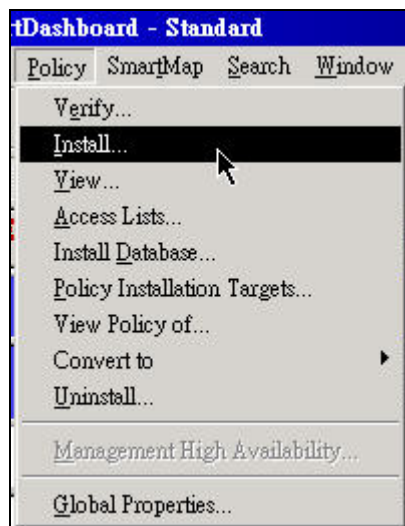 tDashboard - Standard
Policy SmartMap Search Window
Verify...
Install...
View...
Access Lists...
Install Database...
Policy Installation Targets...
View Policy of...
Convert to
Uninstall...
Management High Availability...
Global Properties...